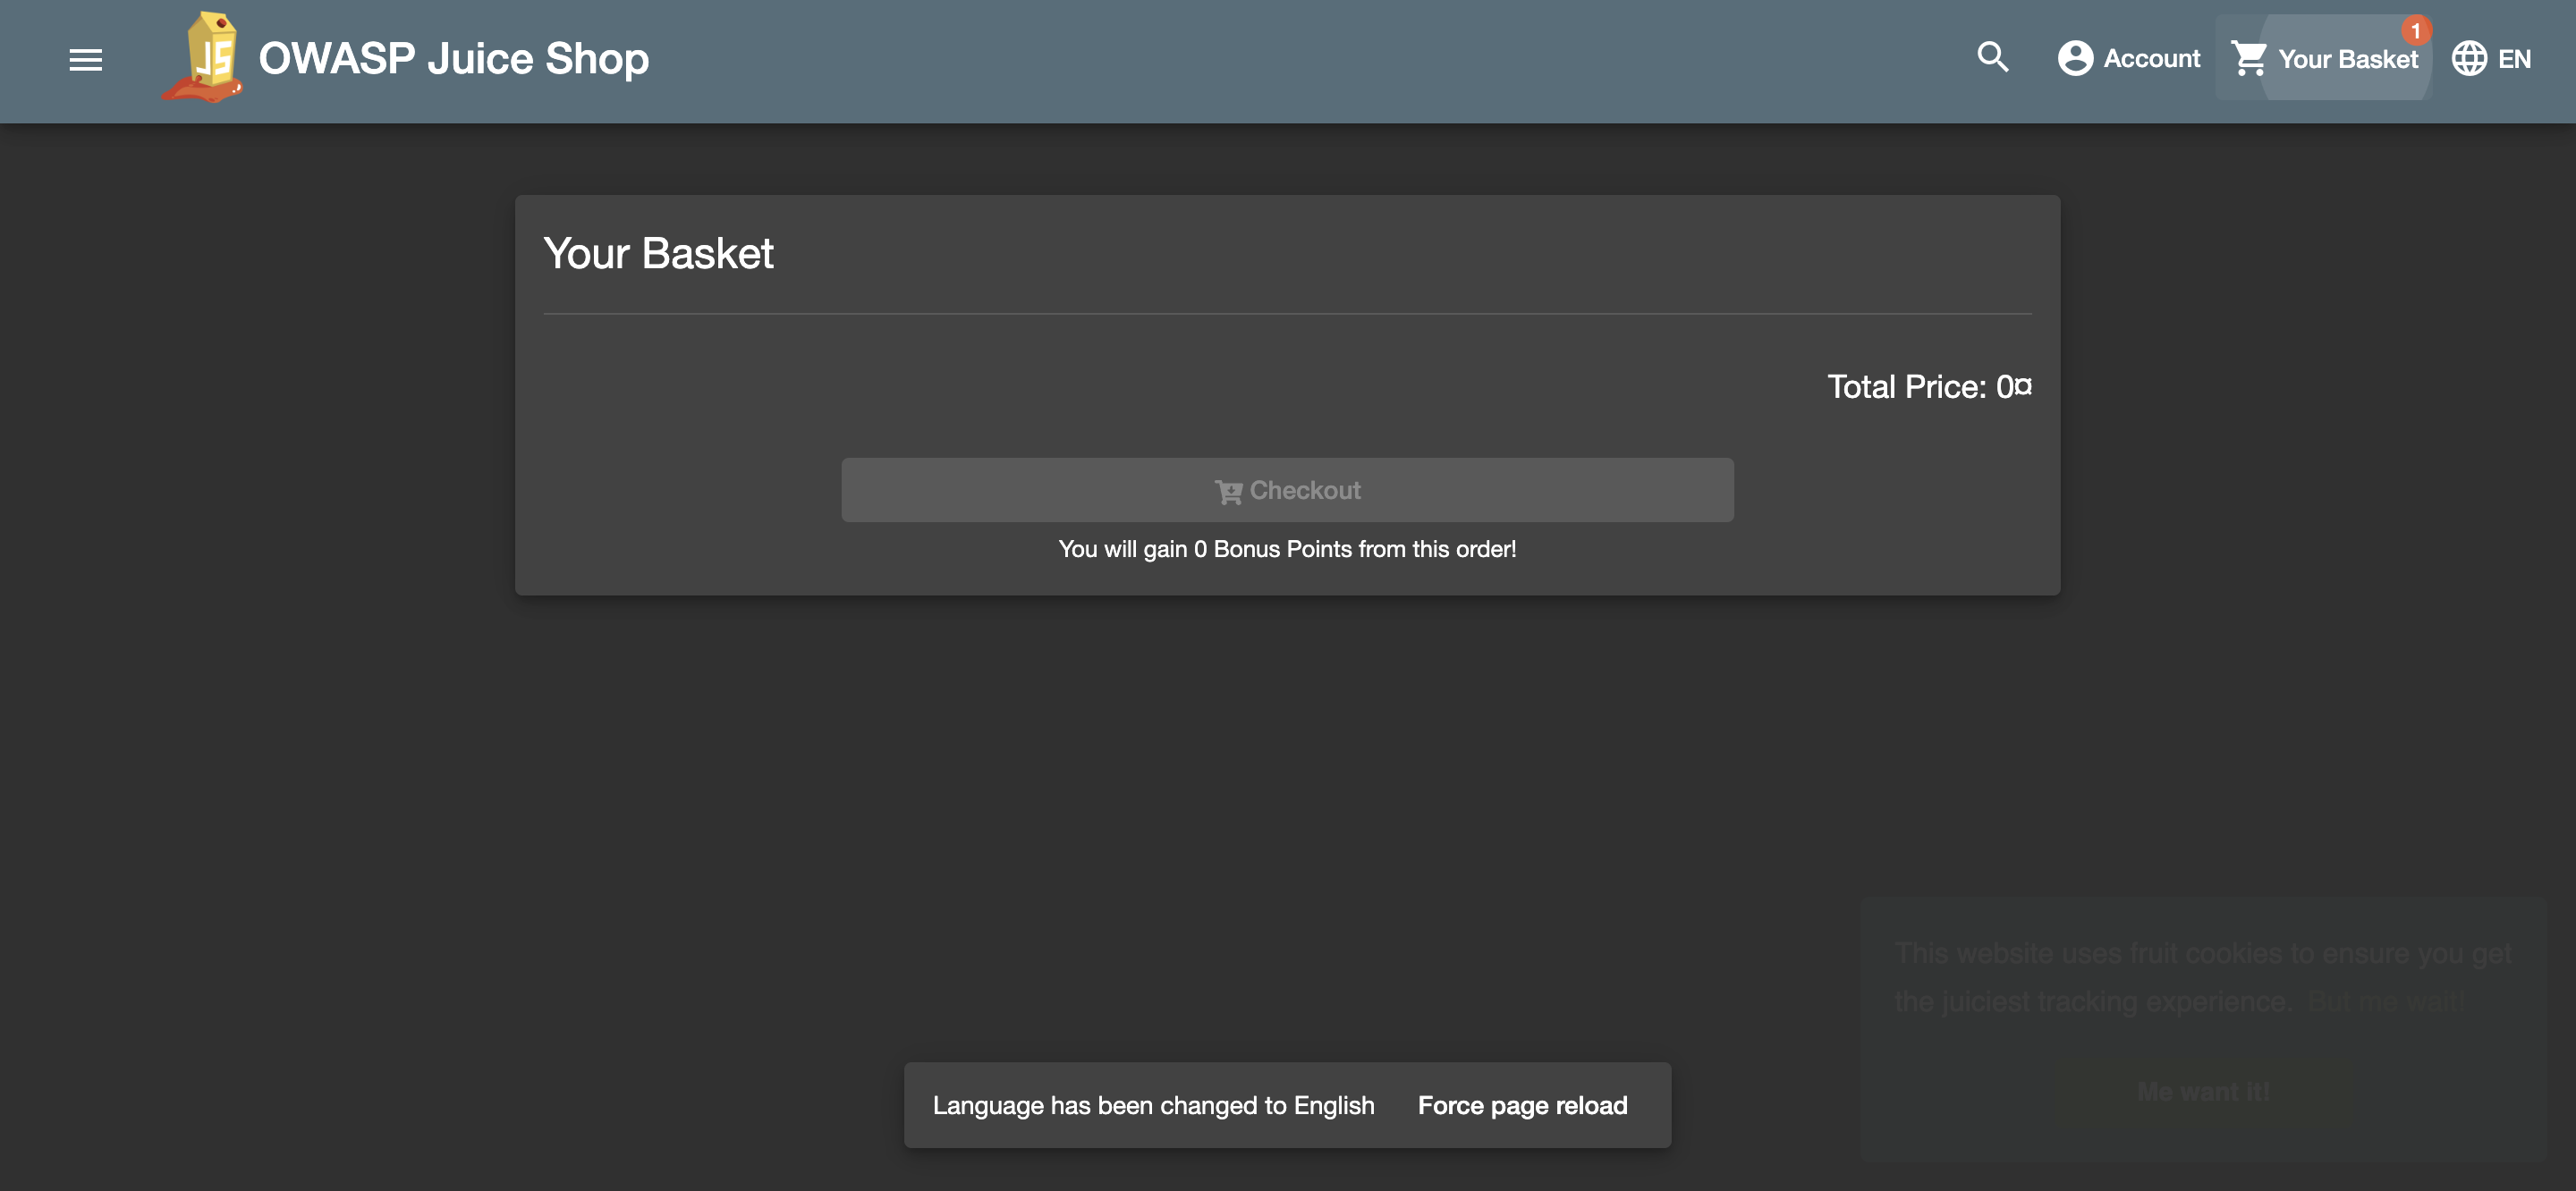 JS
OWASP Juice Shop
Account
1
Your Basket
EN
Your Basket
Total Price: 0¤
Checkout
You will gain 0 Bonus Points from this order!
This website uses fruit cookies to ensure you get
the juiciest tracking experience. But me wait!
Me want it!
Language has been changed to English
Force page reload